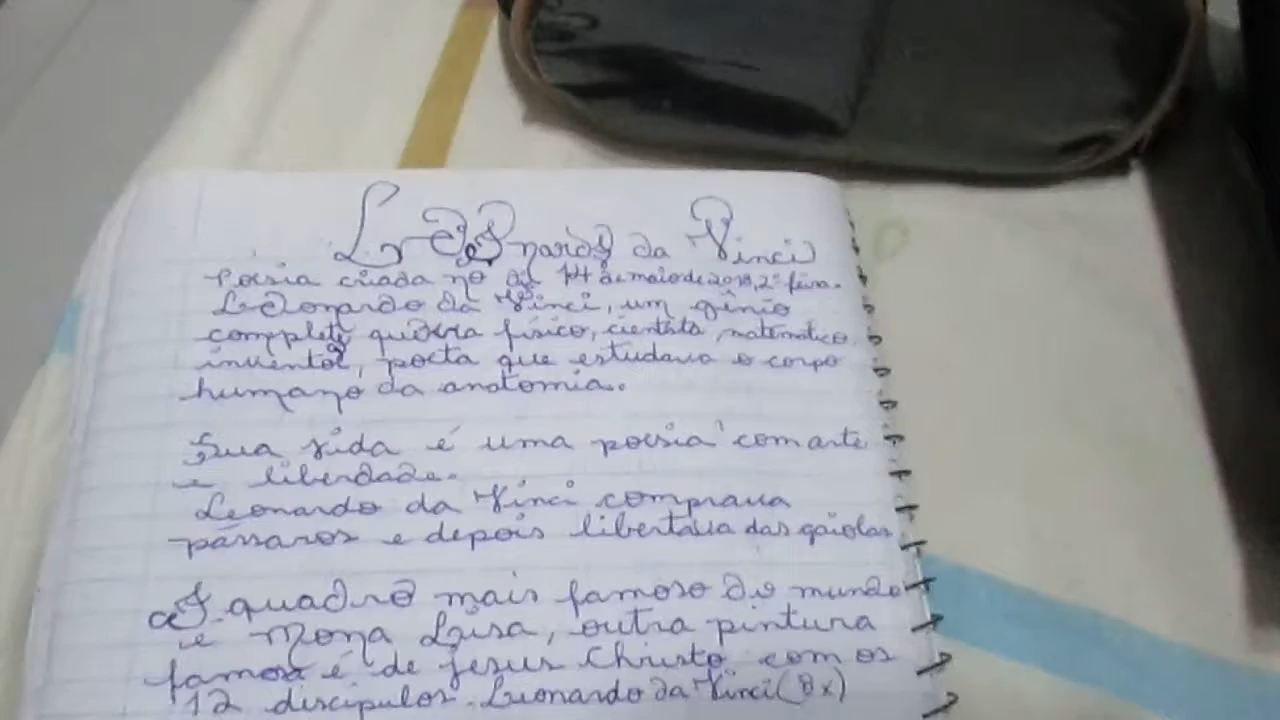 Leonardo da Vinci
Poesia criada no dia 14 de maio de 2018, 2ª feira.
Leonardo da Vinci, um gênio
completo físico, cientista, matemático
inventor, poeta que estudava o corpo
humano da anatomia.
Sua vida é uma poesia com arte
e liberdade.
Leonardo da Vinci comprava
pássaros e depois libertava das gaiolas
O quadro mais famoso do mundo
é Mona Lisa, outra pintura
famosa é de Jesus Christo com os
12 discípulos. Leonardo da Vinci (8x)